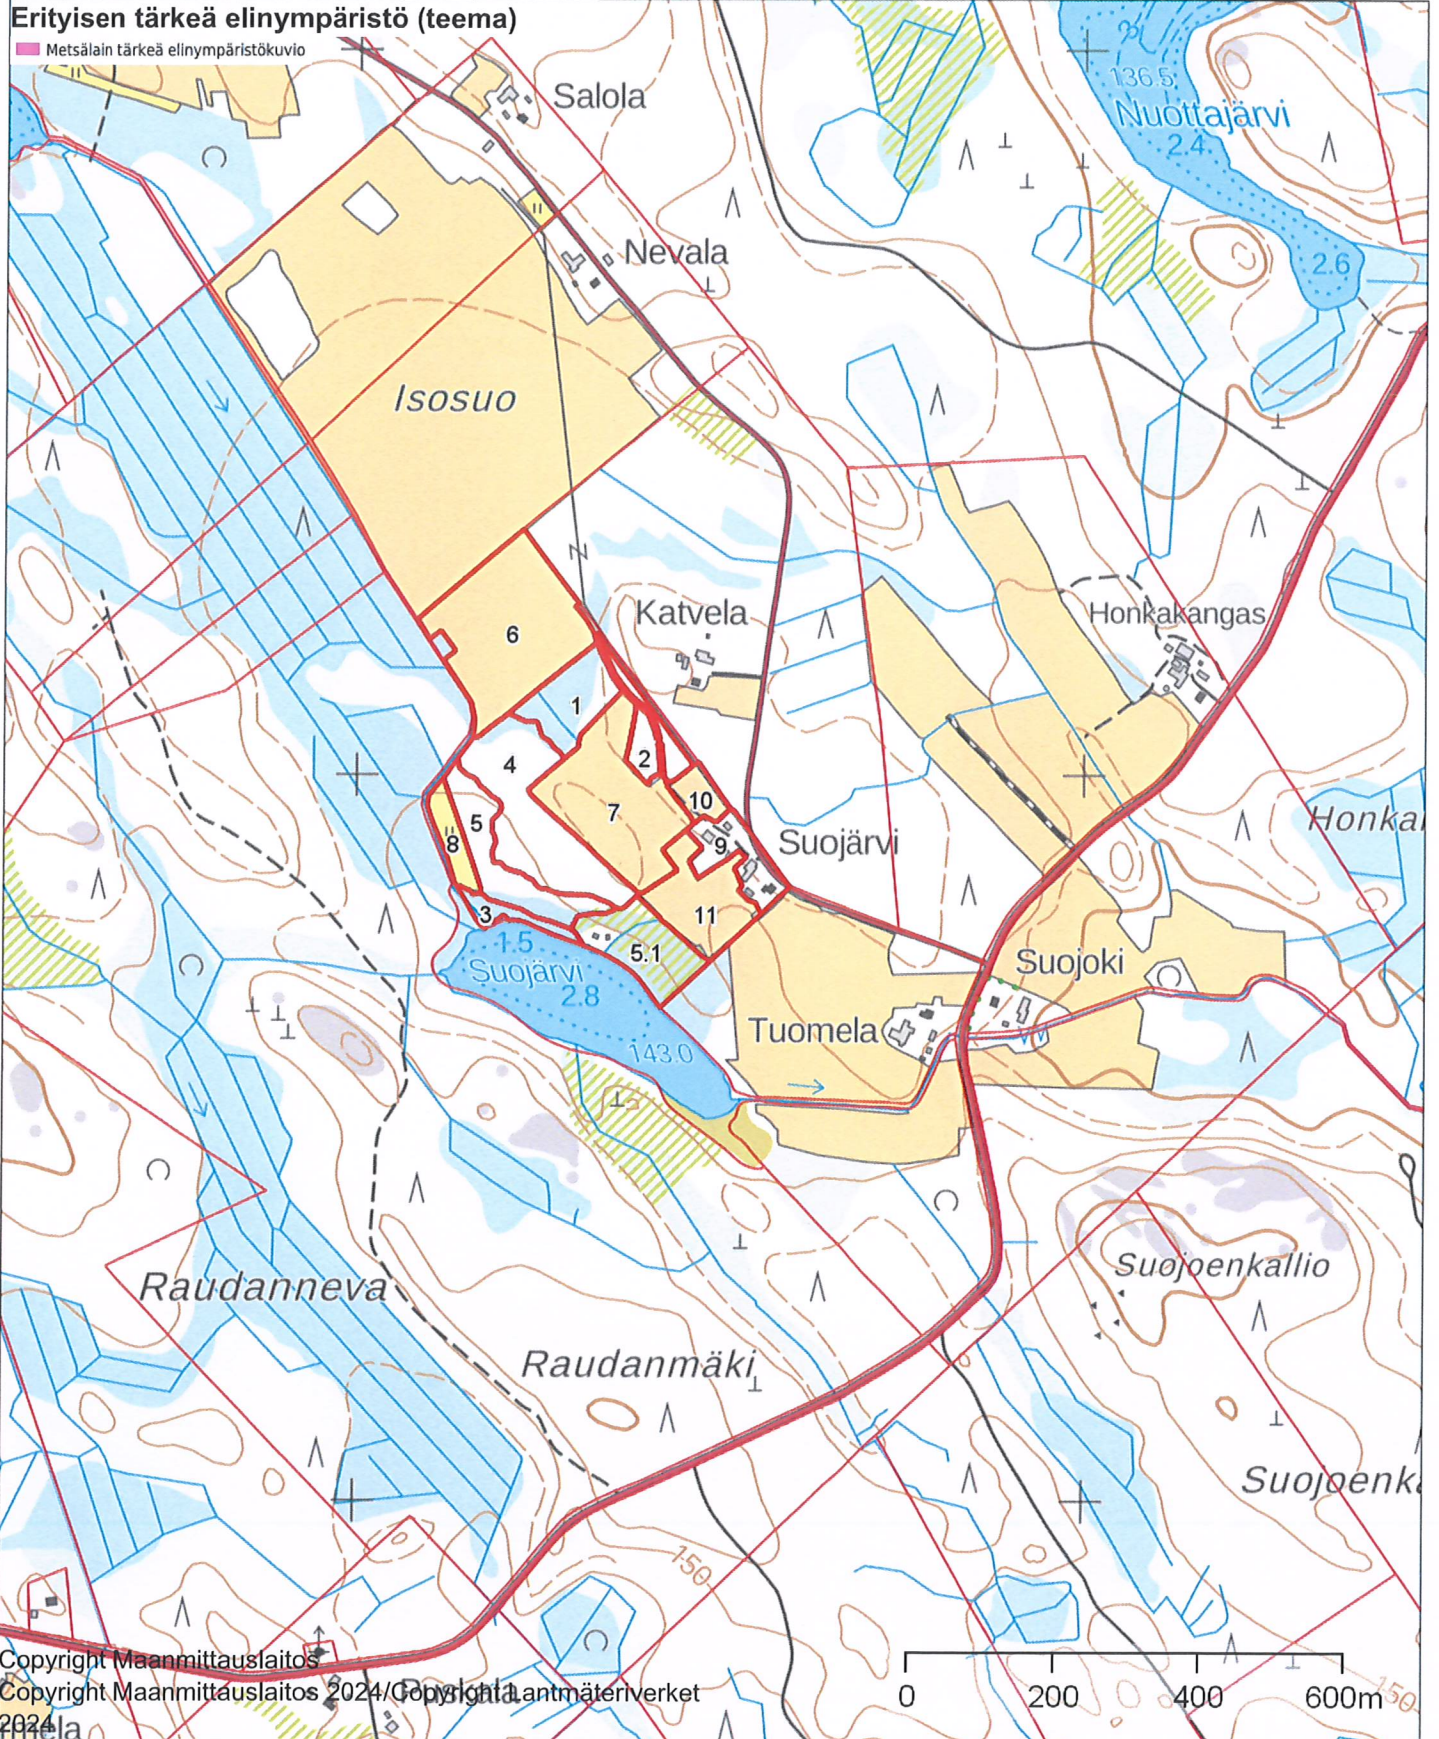 Erityisen tärkeä elinympäristö (teema)
Metsälain tärkeä elinympäristökuvio
Salola
136.5
Nuottajärvi
2.4
Nevala
2.6
Isosuo
Katvela
Honkakangas
6
1
4
2
10
7
5
8
9
Suojärvi
3
11
5.1
1.5
Suojärvi
2.8
143.0
Suojoki
Tuomela
Raudanneva
Suojoenkallio
Raudanmäki
150
150
0 200 400 600m
Copyright Maanmittauslaitos
Copyright Maanmittauslaitos 2024/Copyright Lantmäteriverket
2024